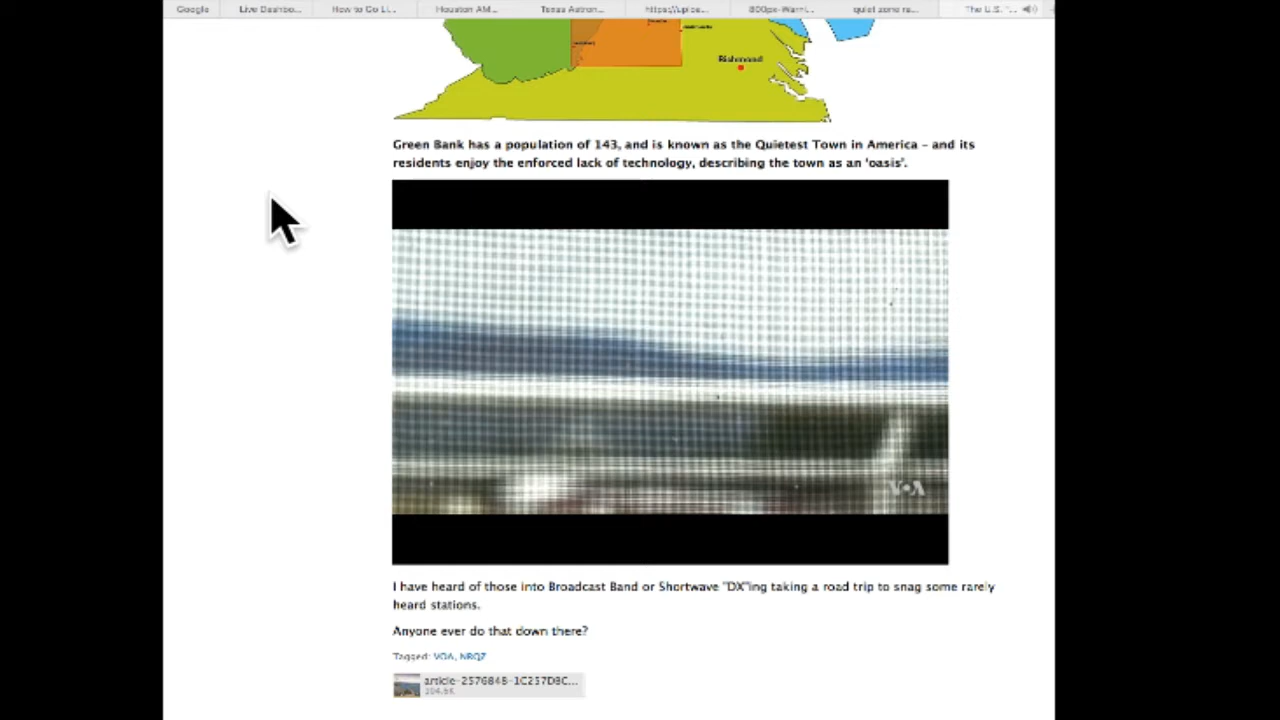 Google Live Dashbo... How to Go Li... Houston AM... Texas Astron... https://uploa... 800px-Warni... quiet zone ra... The U.S. "...
Richmond
Green Bank has a population of 143, and is known as the Quietest Town in America – and its
residents enjoy the enforced lack of technology, describing the town as an 'oasis'.
VOA
I have heard of those into Broadcast Band or Shortwave "DX"ing taking a road trip to snag some rarely
heard stations.
Anyone ever do that down there?
Tagged: VOA, NRQZ
article-2576848-1C257D8C...